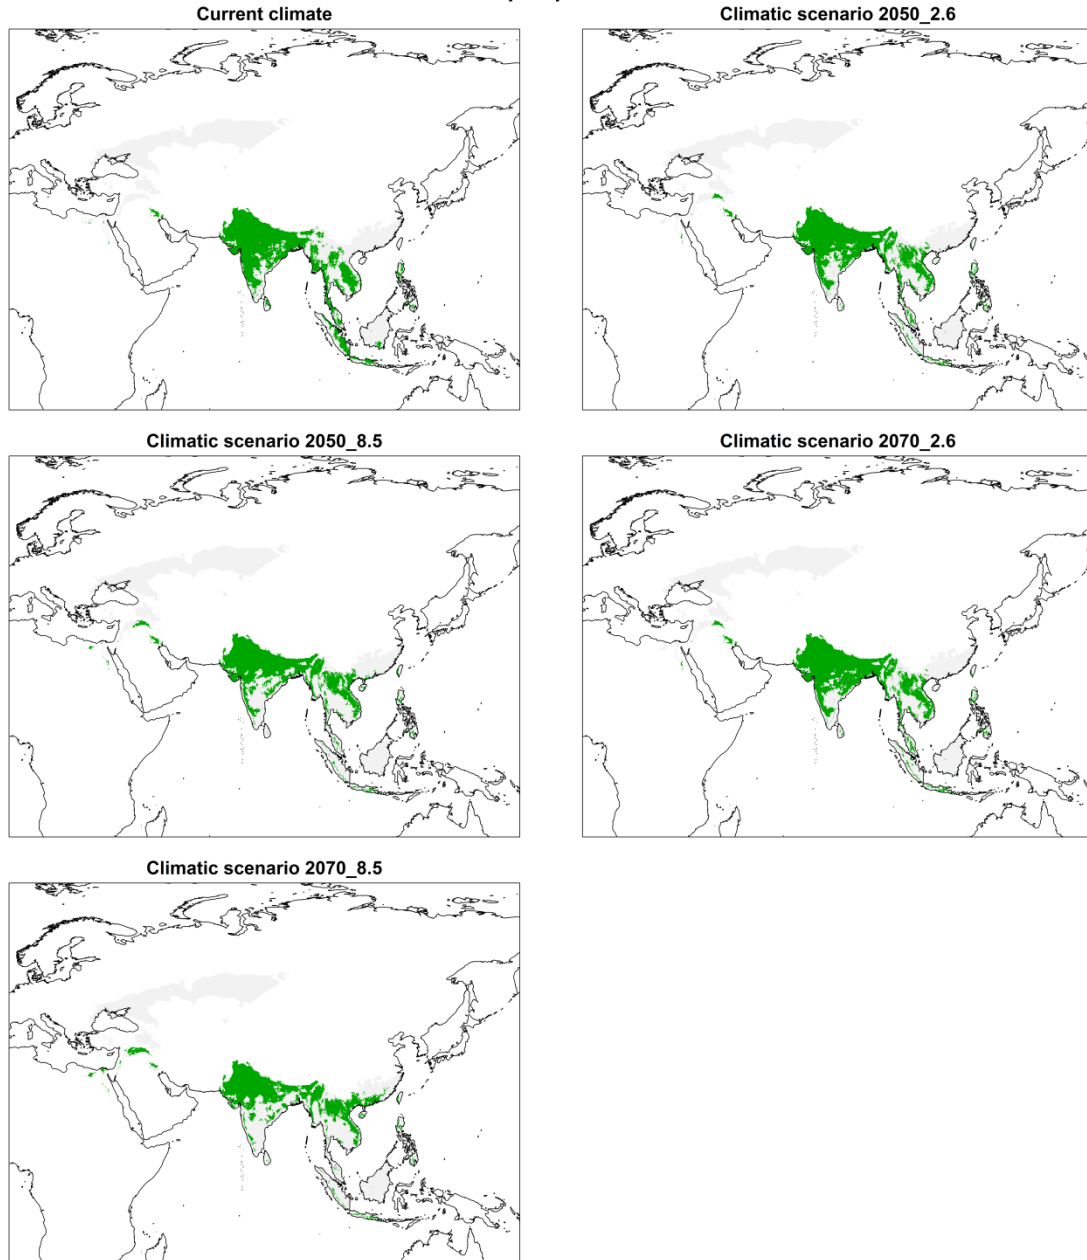 Current climate
Climatic scenario 2050_2.6
Climatic scenario 2050_8.5
Climatic scenario 2070_2.6
Climatic scenario 2070_8.5